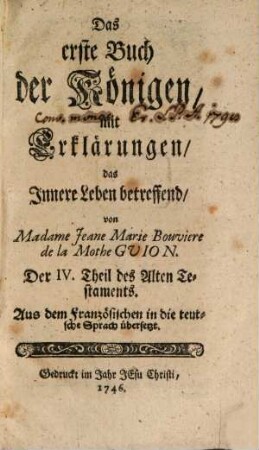 Das
erste Buch
der Königen/
mit
Erklärungen/
das
Innere Leben betreffend/
von
Madame Jeane Marie Bouviere
de la Mothe GUION.
Der IV. Theil des Alten Te-
staments.
Aus dem Französischen in die teut-
sche Sprach übersetzt.
Gedruckt im Jahr JEsu Christi,
1746.